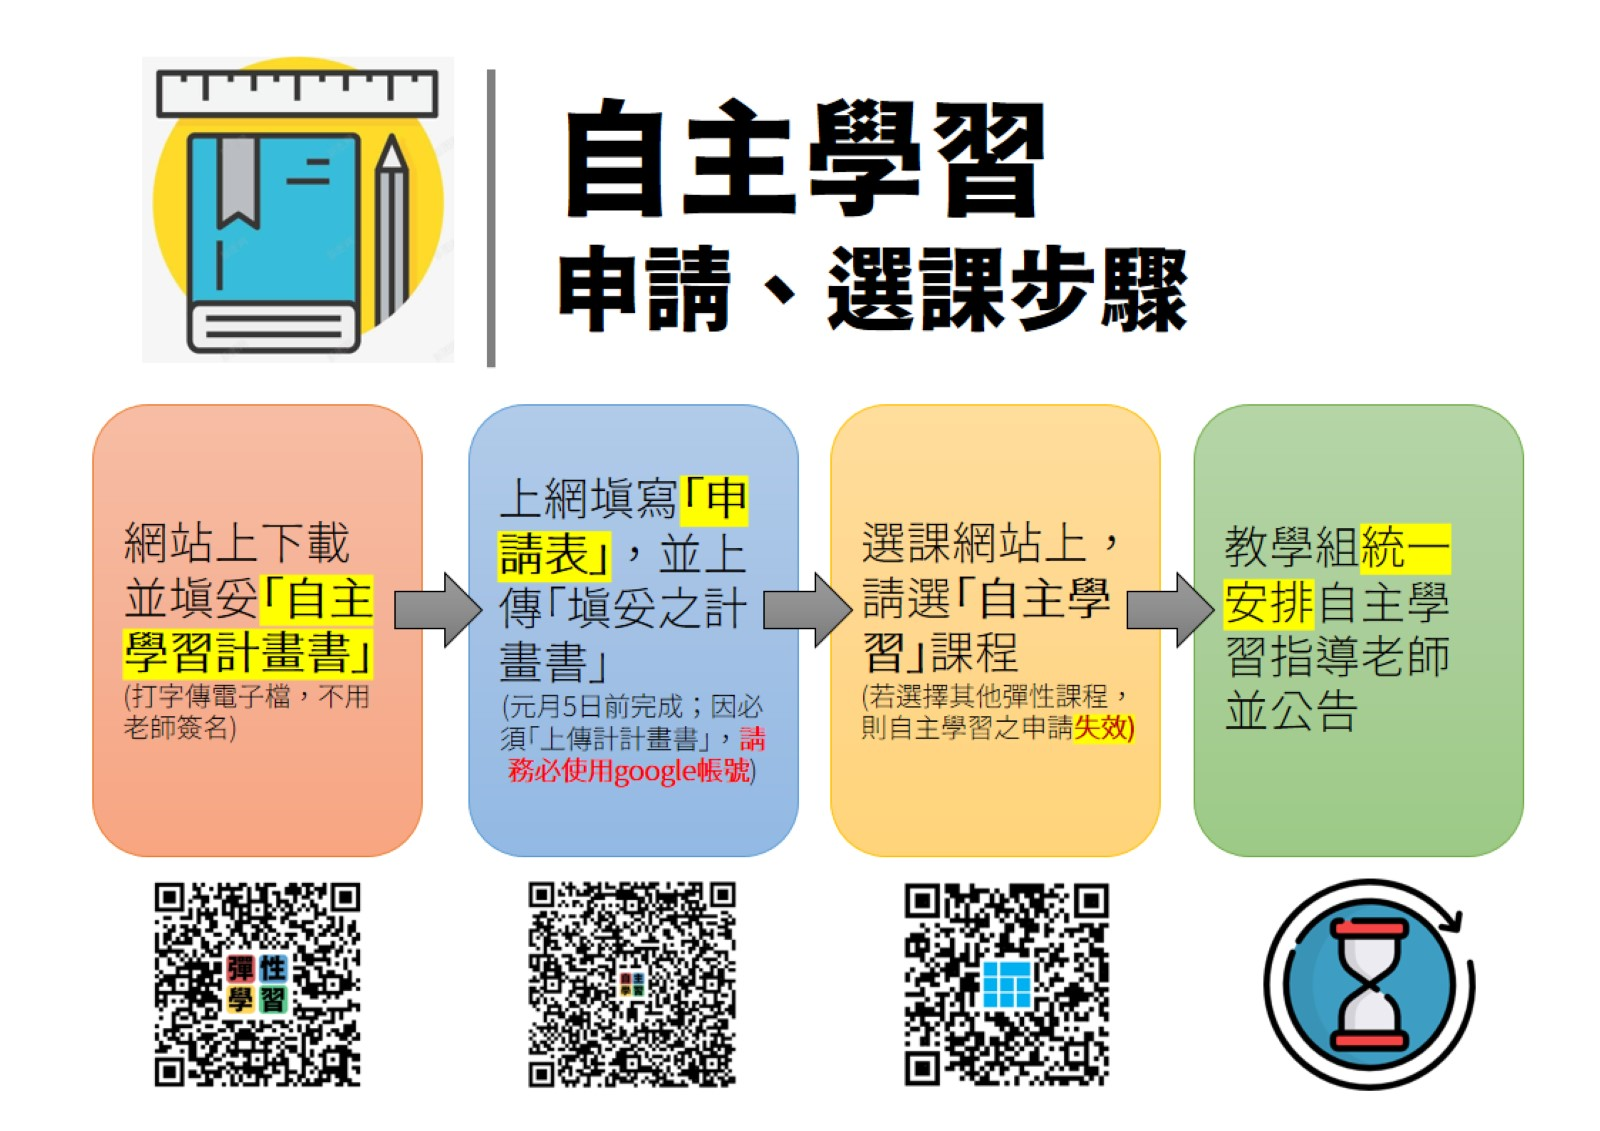 自主學習
申請、選課步驟
網站上下載
並填妥「自主
學習計畫書」
(打字傳電子檔，不用
老師簽名)
上網填寫「申
請表」，並上
傳「填妥之計
畫書」
(元月5日前完成；因必
須「上傳計計畫書」，請
務必使用google帳號)
選課網站上，
請選「自主學
習」課程
(若選擇其他彈性課程，
則自主學習之申請失效)
教學組統一
安排自主學
習指導老師
並公告
彈性
學習
自主
學習